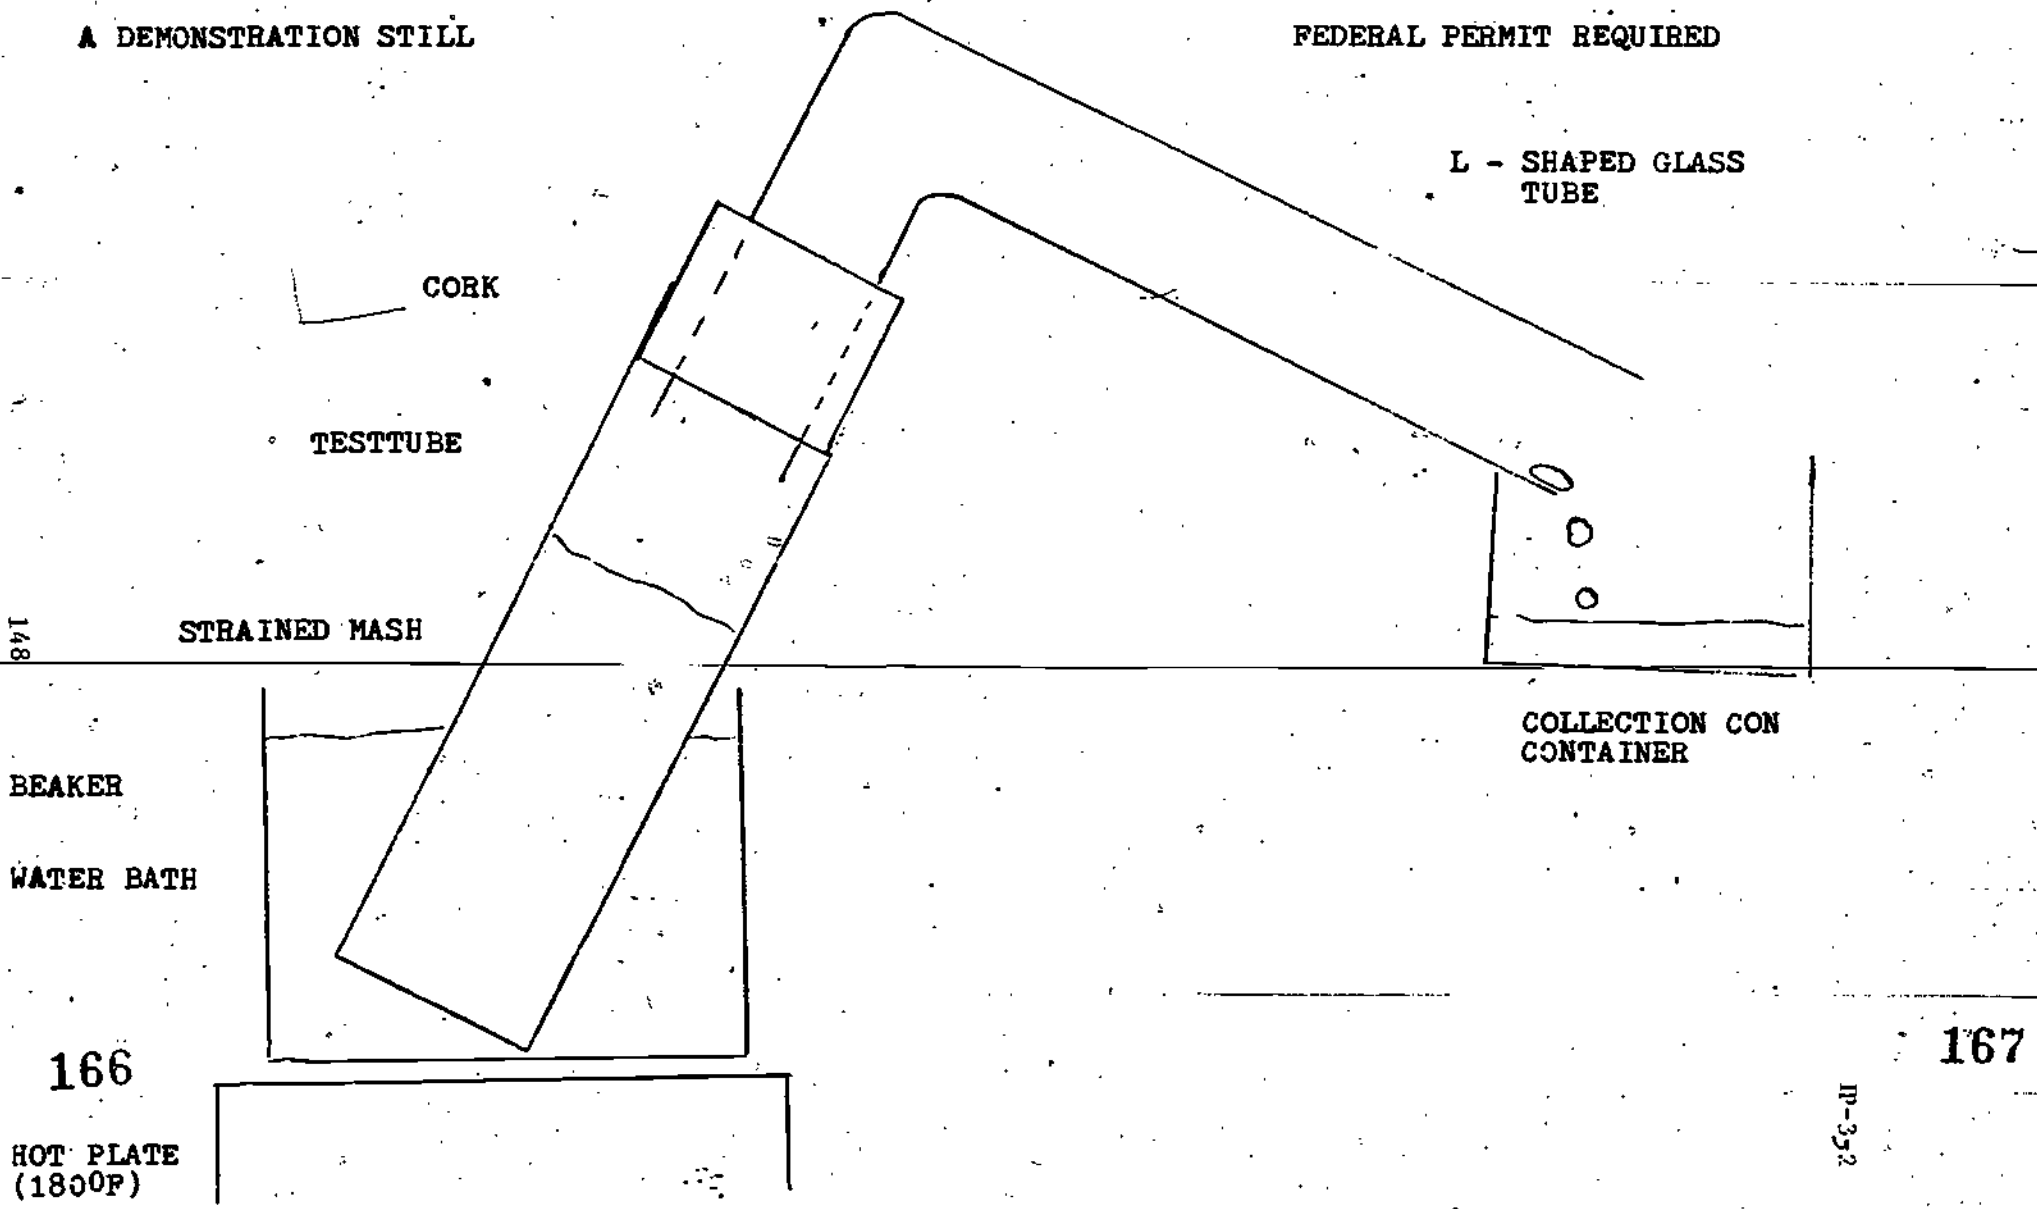 A DEMONSTRATION STILL
FEDERAL PERMIT REQUIRED
L - SHAPED GLASS
TUBE
CORK
TESTTUBE
STRAINED MASH
148
COLLECTION CON
CONTAINER
BEAKER
WATER BATH
166
167
HOT PLATE
(1800F)